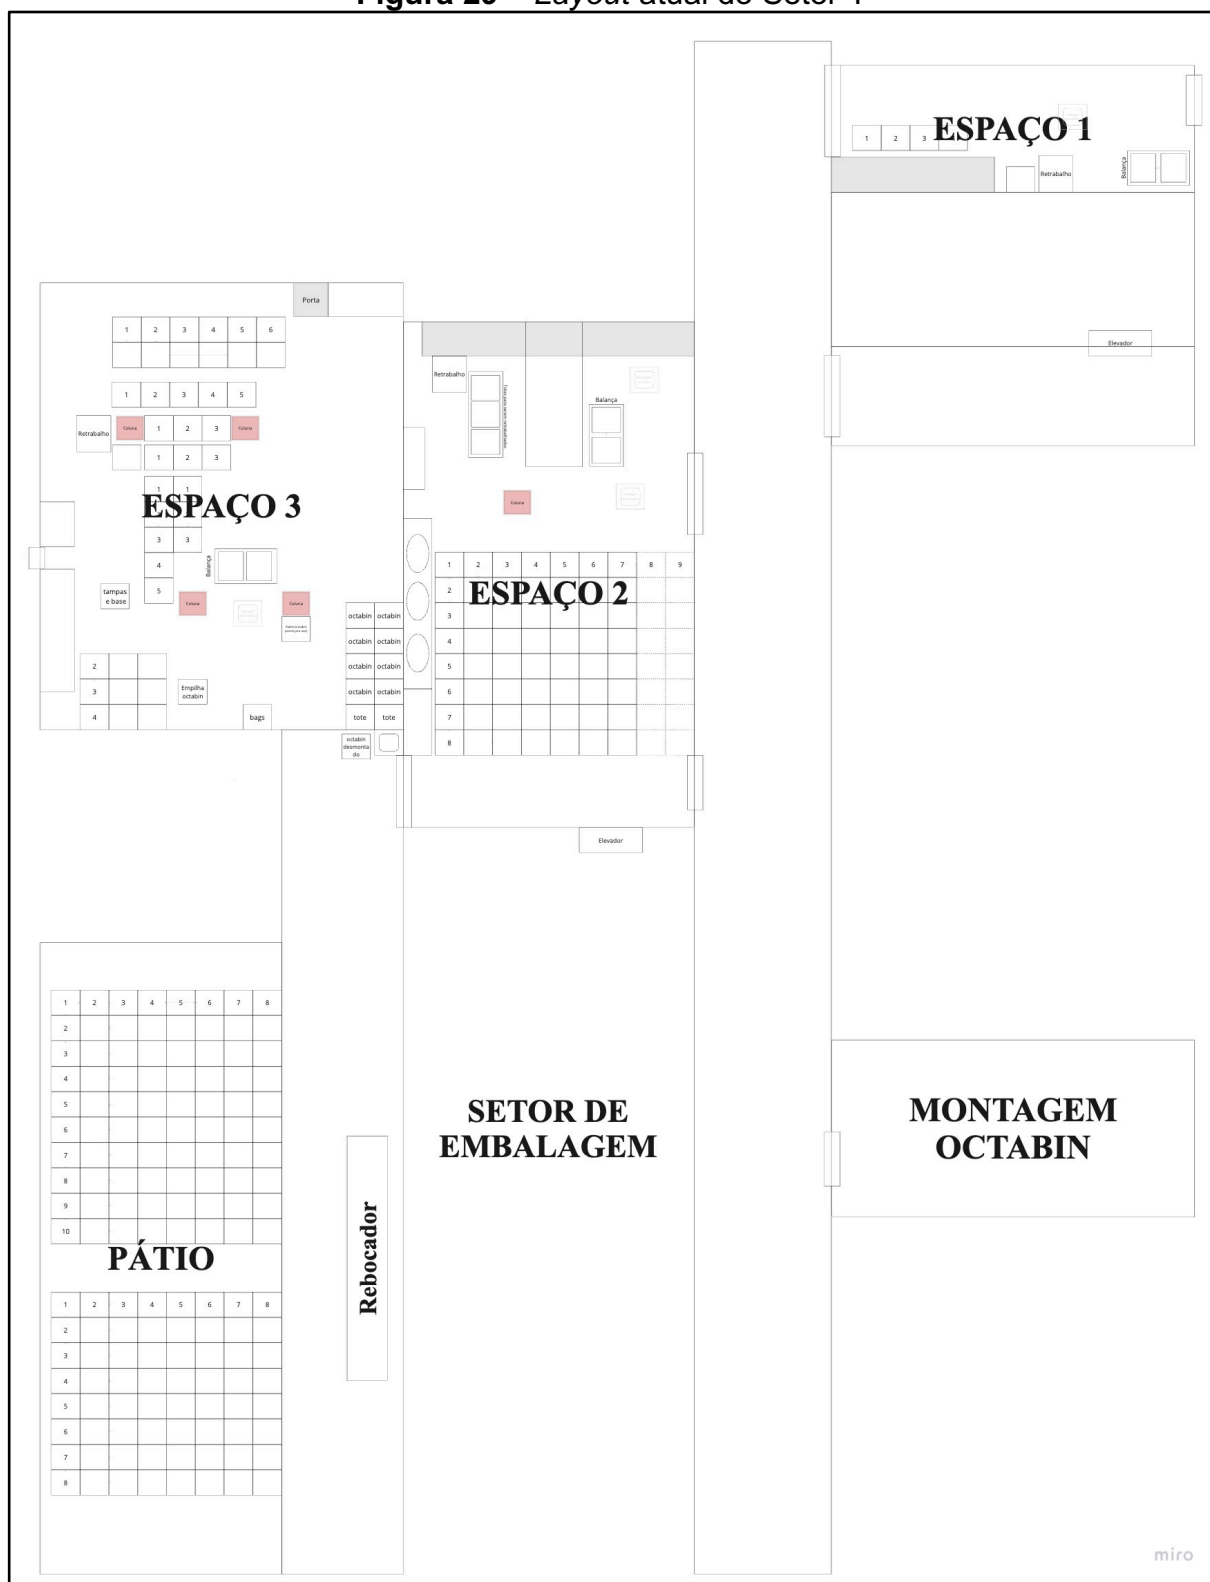 ESPAÇO 1
1 2 3
Retrabalho
Balança
Elevador
Porta
1 2 3 4 5 6
1 2 3 4 5
Retrabalho
Coluna 1 2 3 Coluna
1 2 3
1 1
ESPAÇO 3
3 3
4
5
Balança
tampas
e base
Coluna
Coluna
2
3
4
Empilha
octabin
bags
octabin octabin
octabin octabin
octabin octabin
octabin octabin
tote tote
octabin
desmonta
do
Retrabalho
Balança
Coluna
1 2 3 4 5 6 7 8 9
2
ESPAÇO 2
3
4
5
6
7
8
Elevador
1 2 3 4 5 6 7 8
2
3
4
5
6
7
8
9
10
PÁTIO
1 2 3 4 5 6 7 8
2
3
4
5
6
7
8
Rebocador
SETOR DE
EMBALAGEM
MONTAGEM
OCTABIN
miro